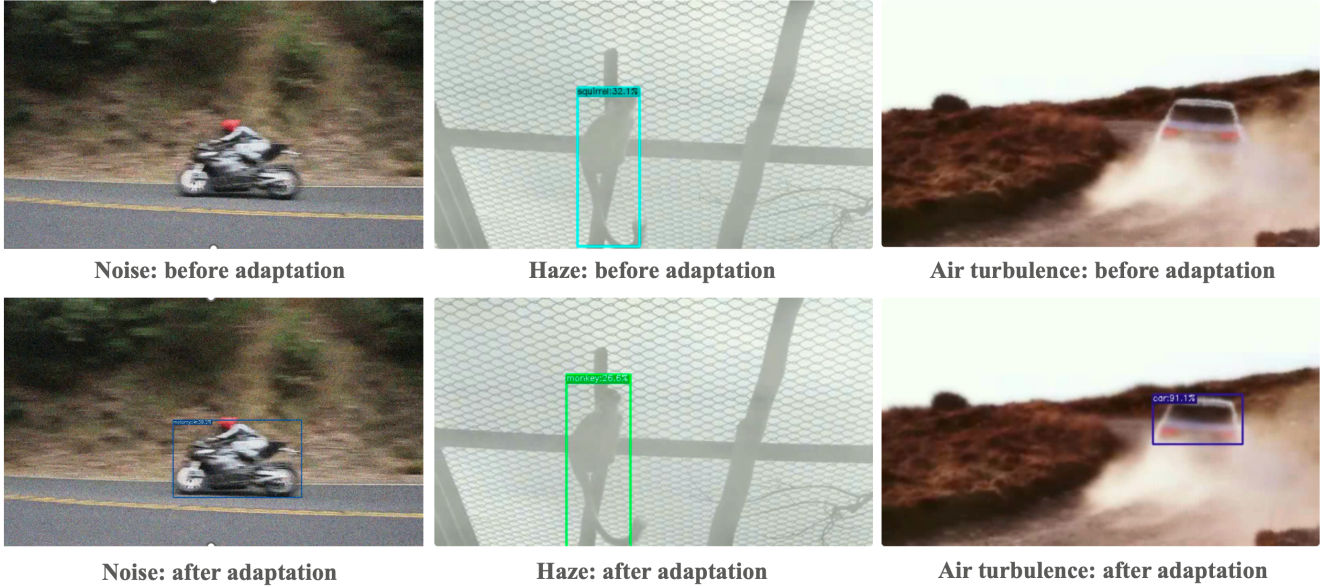 squirrel:32.1%
Noise: before adaptation
Haze: before adaptation
Air turbulence: before adaptation
monkey:26.6%
car:91.1%
Noise: after adaptation
Haze: after adaptation
Air turbulence: after adaptation